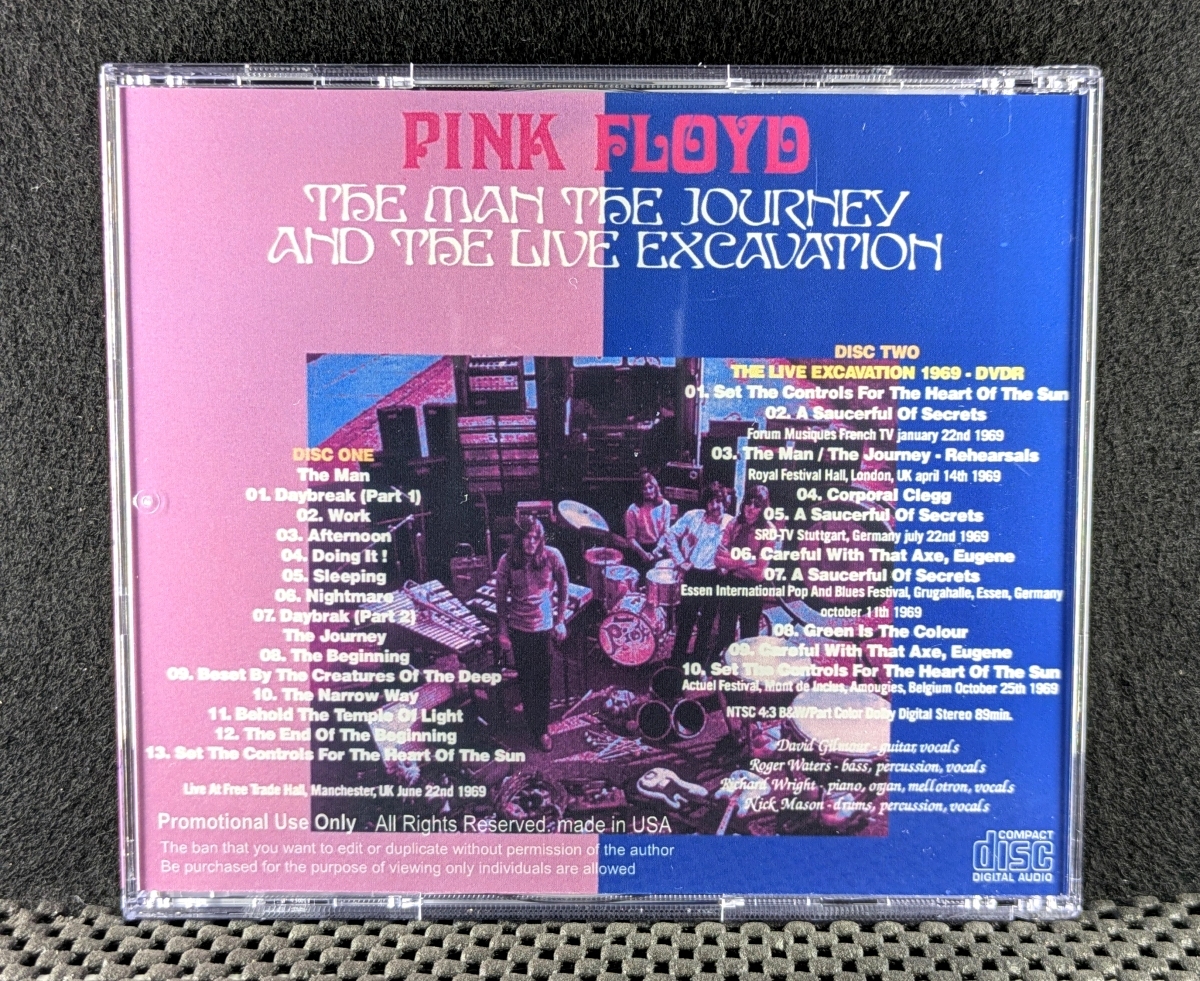 PINK FLOYD
THE MAN THE JOURNEY
AND THE LIVE EXCAVATION
DISC ONE
The Man
01. Daybreak (Part 1)
02. Work
03. Afternoon
04. Doing It !
05. Sleeping
06. Nightmare
07. Daybrak (Part 2)
The Journey
08. The Beginning
09. Beset By The Creatures Of The Deep
10. The Narrow Way
11. Behold The Temple Of Light
12. The End Of The Beginning
13. Set The Controls For The Heart Of The Sun
Live At Free Trade Hall, Manchester, UK June 22nd 1969
DISC TWO
THE LIVE EXCAVATION 1969 - DVDR
01. Set The Controls For The Heart Of The Sun
02. A Saucerful Of Secrets
Forum Musiques French TV january 22nd 1969
03. The Man / The Journey - Rehearsals
Royal Festival Hall, London, UK april 14th 1969
04. Corporal Clegg
05. A Saucerful Of Secrets
SRD-TV Stuttgart, Germany july 22nd 1969
06. Careful With That Axe, Eugene
07. A Saucerful Of Secrets
Essen International Pop And Blues Festival, Grugahalle, Essen, Germany
october 11th 1969
08. Green Is The Colour
09. Careful With That Axe, Eugene
10. Set The Controls For The Heart Of The Sun
Actuel Festival, Mont de Inclus, Amougies, Belgium October 25th 1969
NTSC 4:3 B&W/Part Color Dolby Digital Stereo 89min.
David Gilmour - guitar, vocals
Roger Waters - bass, percussion, vocals
Richard Wright - piano, organ, mellotron, vocals
Nick Mason - drums, percussion, vocals
Promotional Use Only All Rights Reserved. made in USA
The ban that you want to edit or duplicate without permission of the author
Be purchased for the purpose of viewing only individuals are allowed
COMPACT
disc
DIGITAL AUDIO